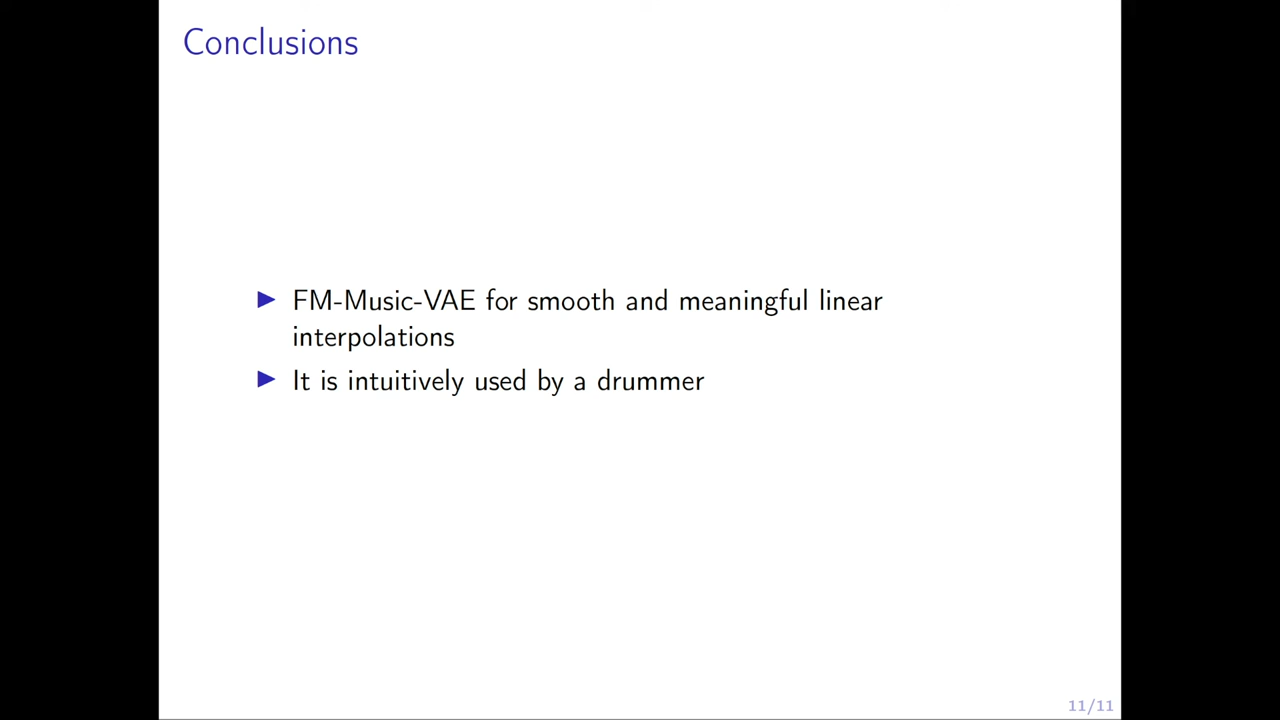 Conclusions
▶ FM-Music-VAE for smooth and meaningful linear
interpolations
▶ It is intuitively used by a drummer
11/11